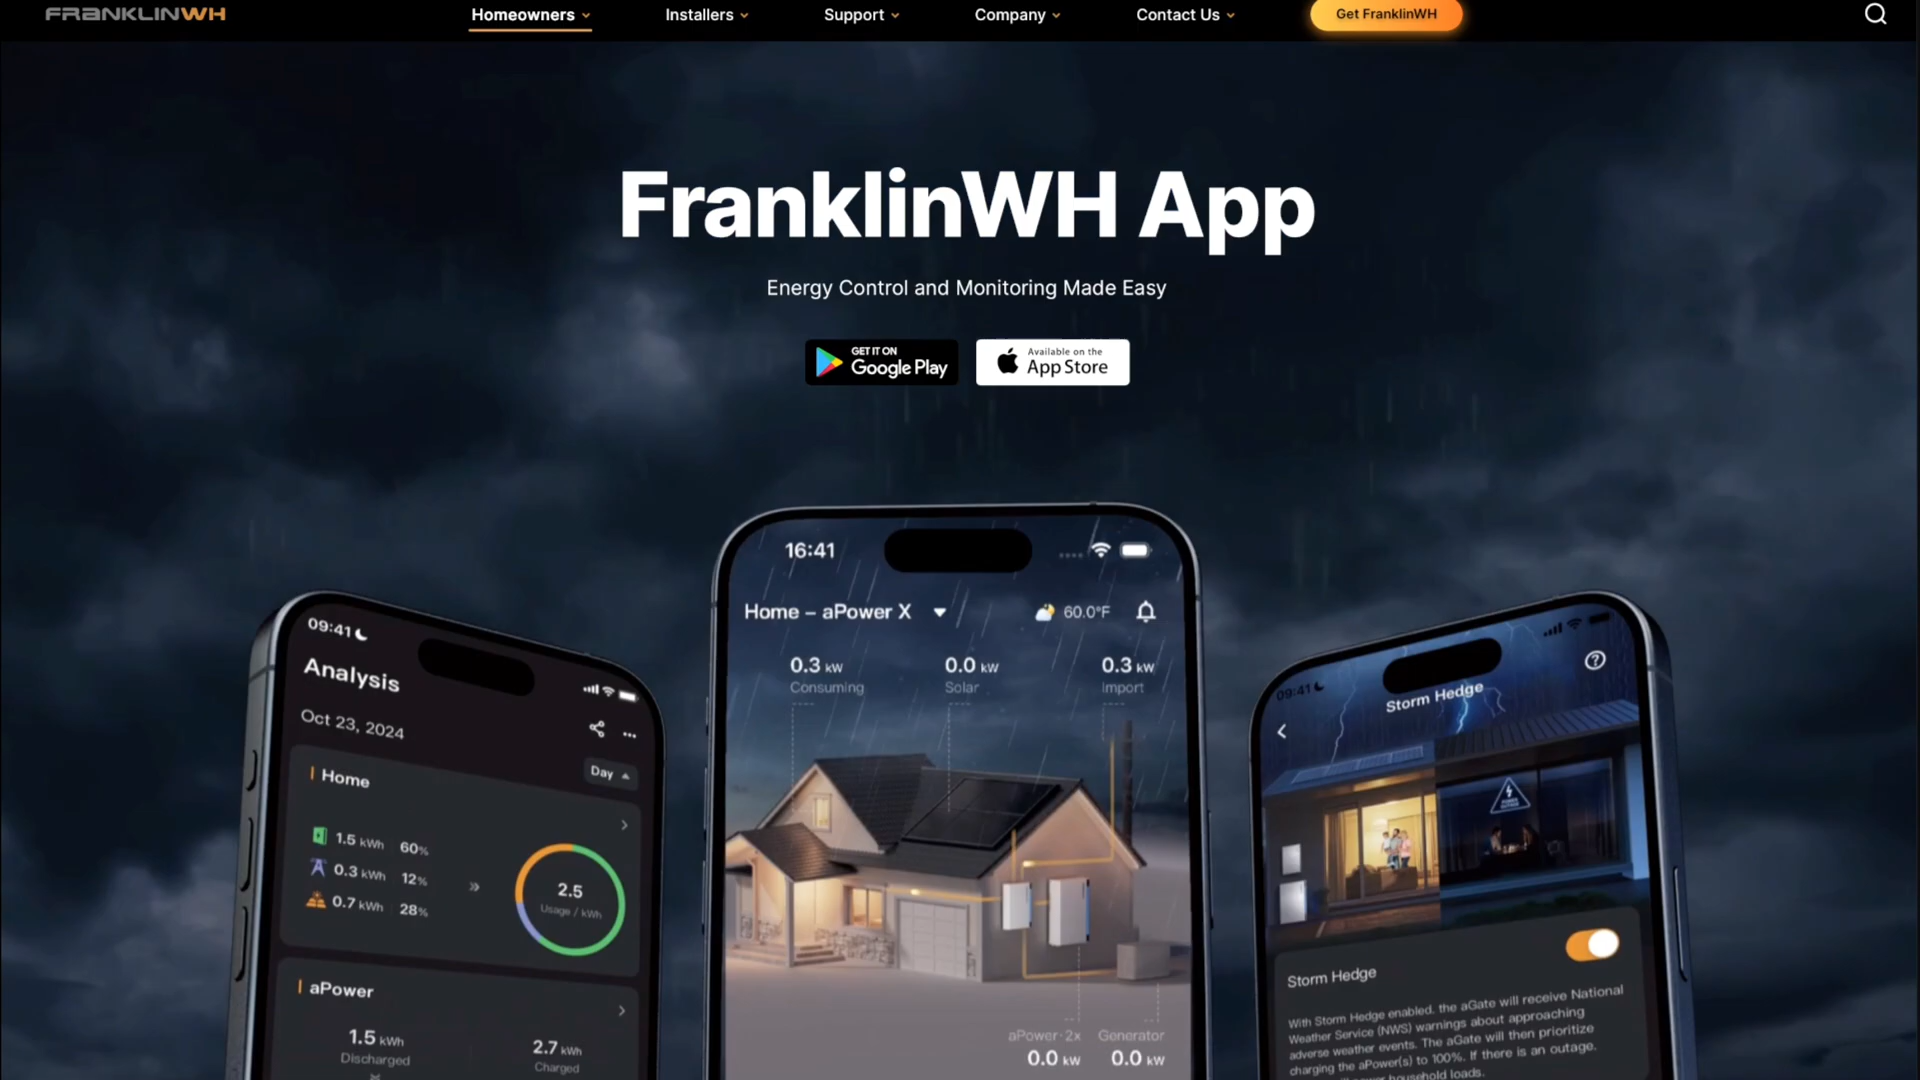 FRANKLINWH
Homeowners
Installers
Support
Company
Contact Us
Get FranklinWH
FranklinWH App
Energy Control and Monitoring Made Easy
GET IT ON
Google Play
Available on the
App Store
09:41
Analysis
Oct 23, 2024
Day
Home
1.5 kWh 60%
0.3 kWh 12%
0.7 kWh 28%
2.5
Usage / kWh
aPower
1.5 kWh
Discharged
2.7 kWh
Charged
16:41
Home – aPower X
60.0°F
0.3 kW
Consuming
0.0 kW
Solar
0.3 kW
Import
aPower·2x
0.0 kW
Generator
0.0 kW
09:41
Storm Hedge
Storm Hedge
With Storm Hedge enabled, the aGate will receive National
Weather Service (NWS) warnings about approaching
adverse weather events. The aGate will then prioritize
charging the aPower(s) to 100%. If there is an outage,
household loads.